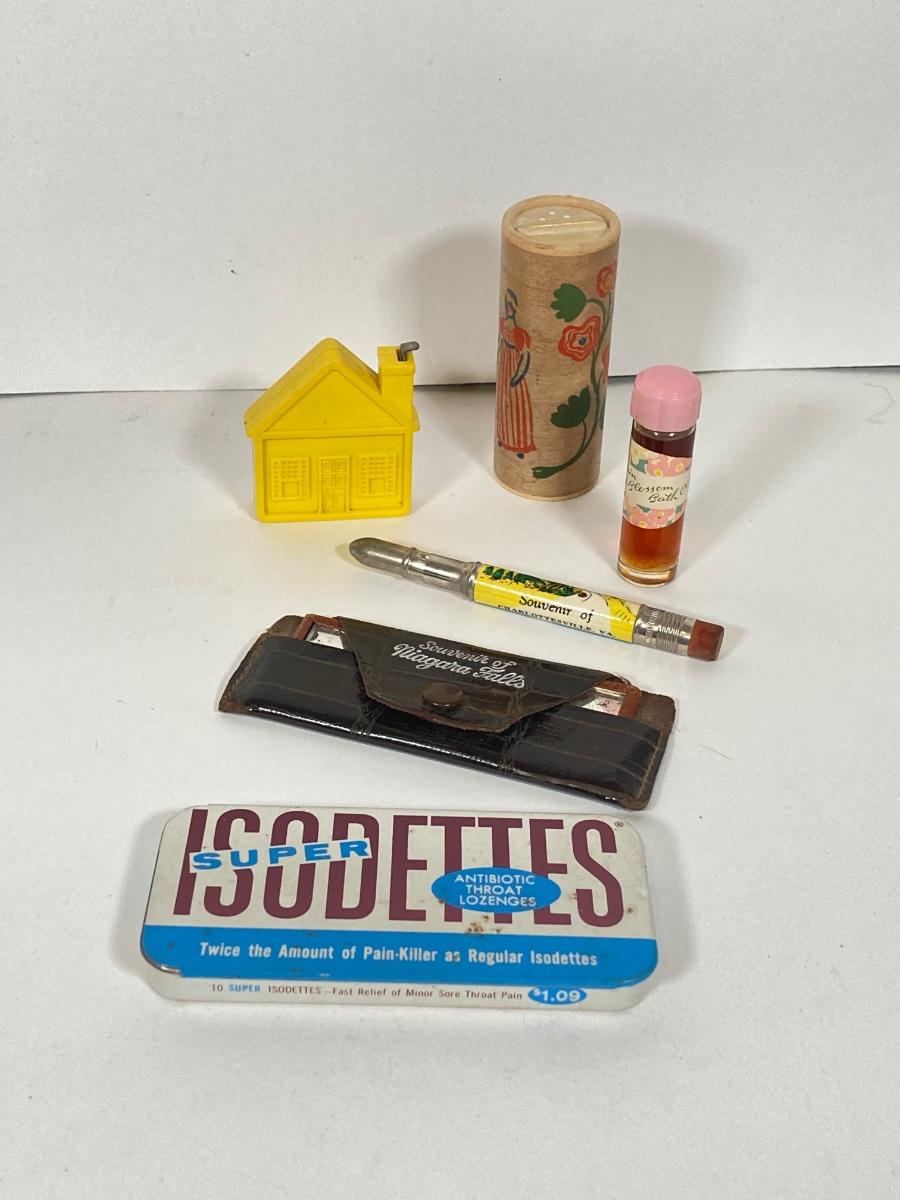 Blossom
Bath
Souvenir of
CHARLOTTESVILLE, VA.
Souvenir of
Niagara Falls
ISODETTES®
SUPER
ANTIBIOTIC
THROAT
LOZENGES
Twice the Amount of Pain-Killer as Regular Isodettes
10 SUPER ISODETTES—Fast Relief of Minor Sore Throat Pain $1.09